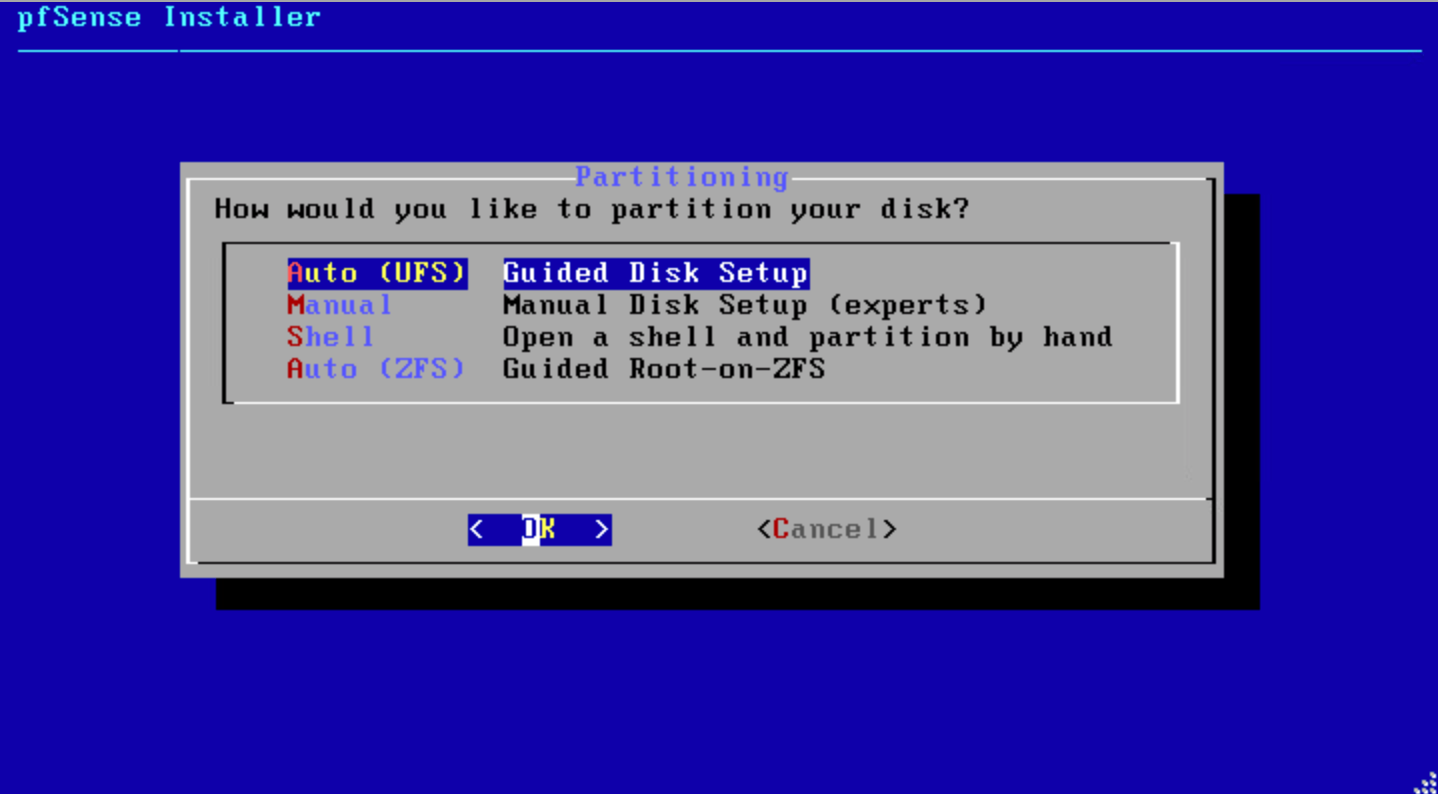 pfSense Installer
Partitioning
How would you like to partition your disk?
Auto (UFS) Guided Disk Setup
Manual Manual Disk Setup (experts)
Shell Open a shell and partition by hand
Auto (ZFS) Guided Root-on-ZFS
< OK > <Cancel>